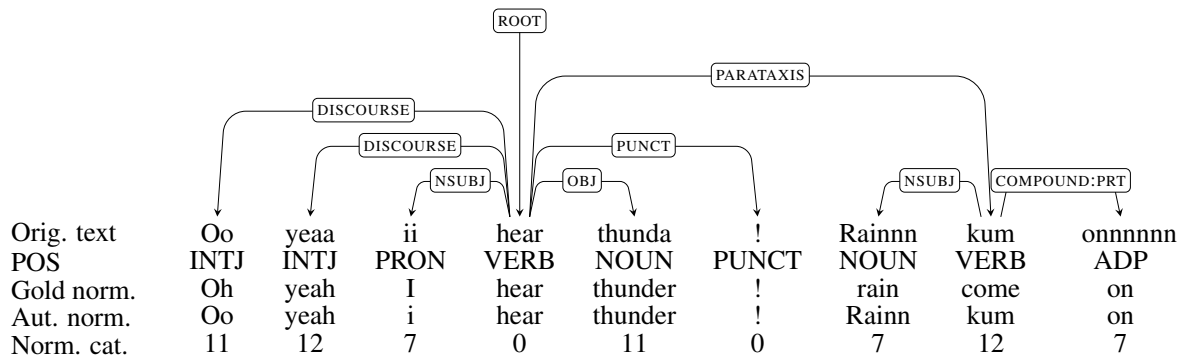 ROOT
PARATAXIS
DISCOURSE
DISCOURSE PUNCT
NSUBJ OBJ NSUBJ COMPOUND:PRT
Orig. text Oo yeaa ii hear thunda ! Rainnn kum onnnnnn
POS INTJ INTJ PRON VERB NOUN PUNCT NOUN VERB ADP
Gold norm. Oh yeah I hear thunder ! rain come on
Aut. norm. Oo yeah i hear thunder ! Rainn kum on
Norm. cat. 11 12 7 0 11 0 7 12 7